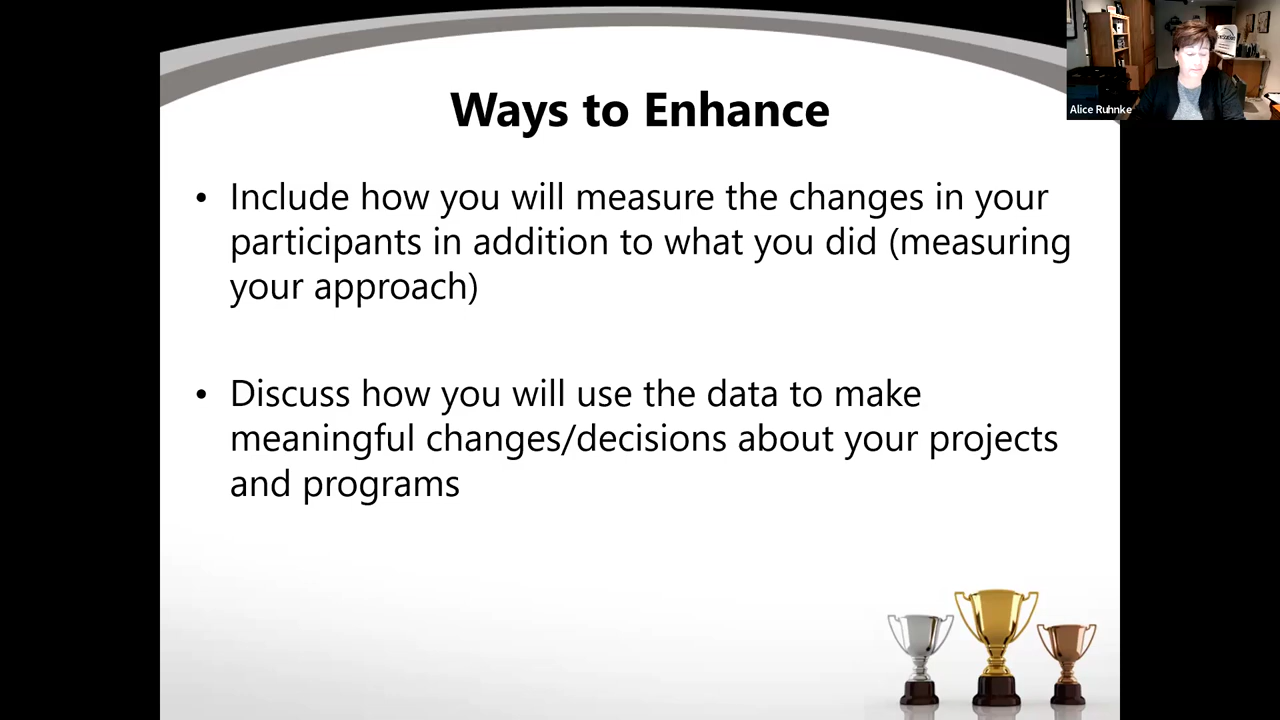 Ways to Enhance
Alice Ruhnke
• Include how you will measure the changes in your
participants in addition to what you did (measuring
your approach)
• Discuss how you will use the data to make
meaningful changes/decisions about your projects
and programs